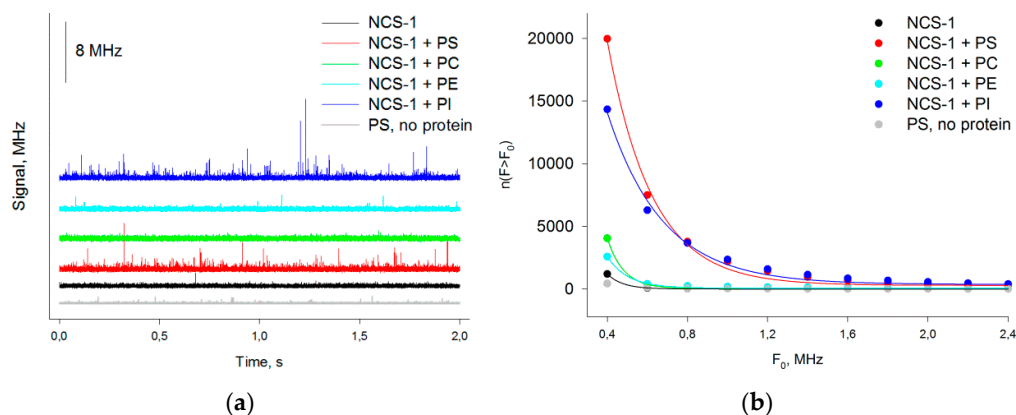 8 MHz
NCS-1
NCS-1 + PS
NCS-1 + PC
NCS-1 + PE
NCS-1 + PI
PS, no protein
Signal, MHz
0,0 0,5 1,0 1,5 2,0
Time, s
(a)
NCS-1
NCS-1 + PS
NCS-1 + PC
NCS-1 + PE
NCS-1 + PI
PS, no protein
n(F>F₀)
20000
15000
10000
5000
0
0,4 0,8 1,2 1,6 2,0 2,4
F₀, MHz
(b)